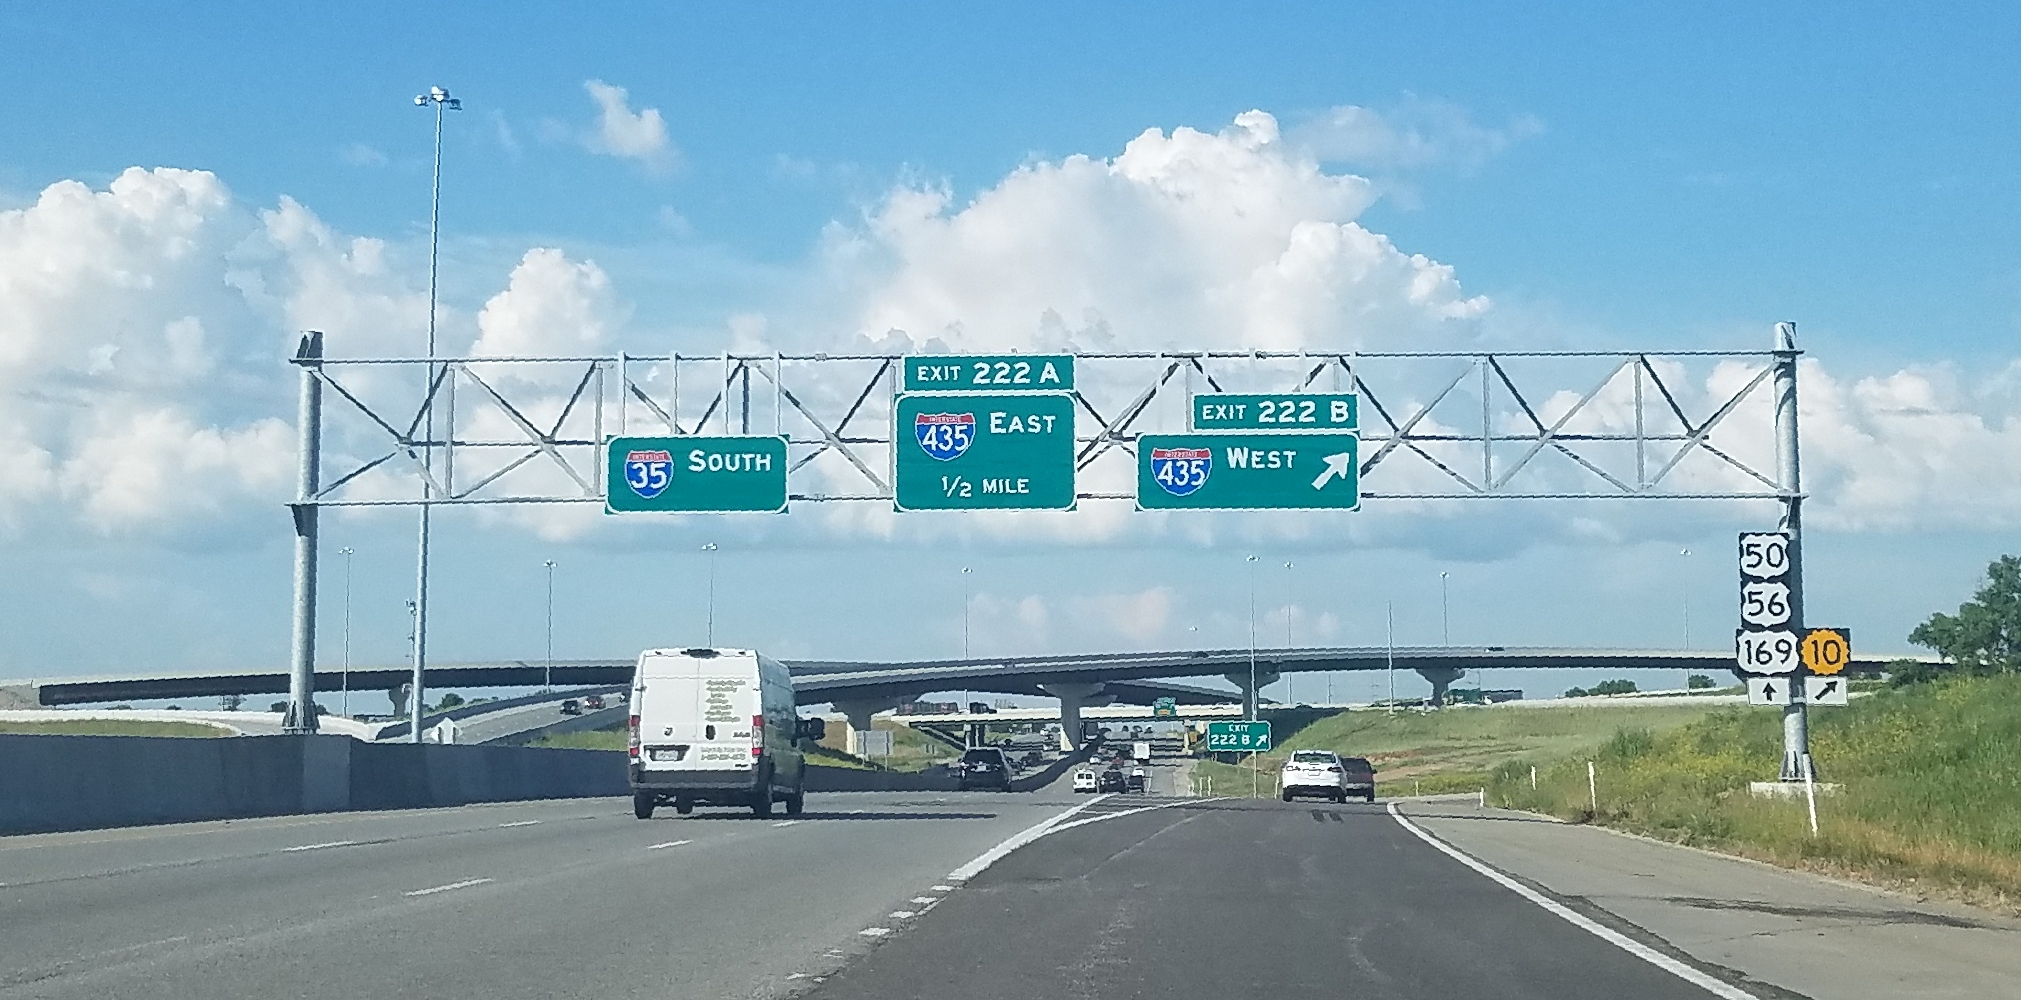 EXIT 222 A
INTERSTATE
35
SOUTH
INTERSTATE
435
EAST
1/2 MILE
EXIT 222 B
INTERSTATE
435
WEST
50
56
169
10
EXIT
222 B